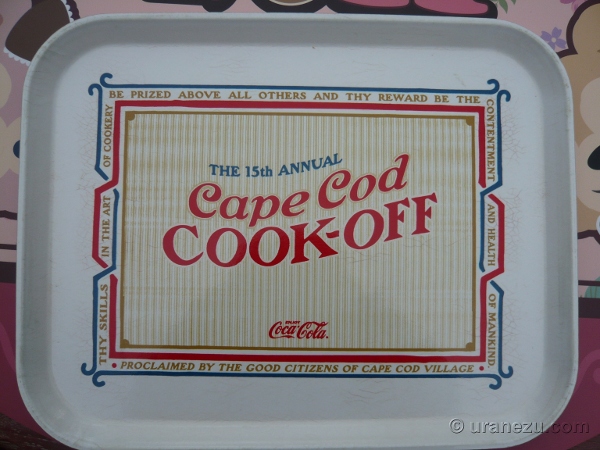 THY SKILLS IN THE ART OF COOKERY
BE PRIZED ABOVE ALL OTHERS AND THY REWARD BE THE
CONTENTMENT AND HEALTH OF MANKIND
THE 15th ANNUAL
Cape Cod
COOK-OFF
ENJOY
Coca-Cola
• PROCLAIMED BY THE GOOD CITIZENS OF CAPE COD VILLAGE •
© uranezu.com